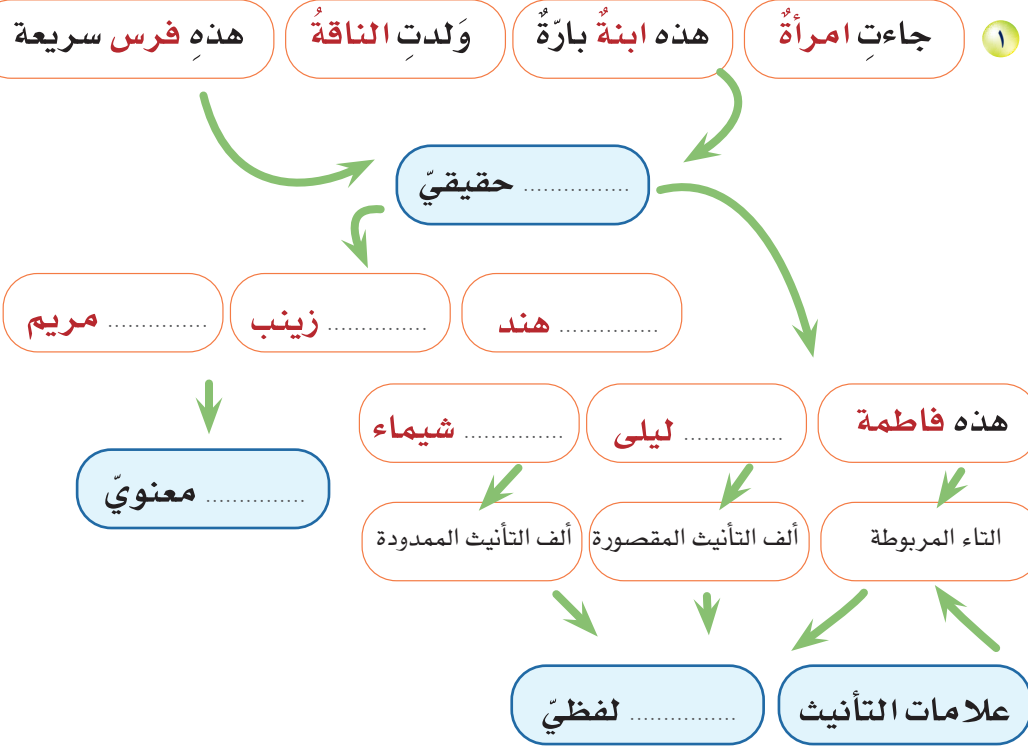 ١
جاءتِ امرأةٌ
هذه ابنةٌ بارّةٌ
وَلدتِ الناقةُ
هذهِ فرس سريعة
............... حقيقيّ
.............. هند
.............. زينب
.............. مريم
هذه فاطمة
.............. ليلى
.............. شيماء
.............. معنويّ
التاء المربوطة
ألف التأنيث المقصورة
ألف التأنيث الممدودة
علامات التأنيث
............... لفظيّ